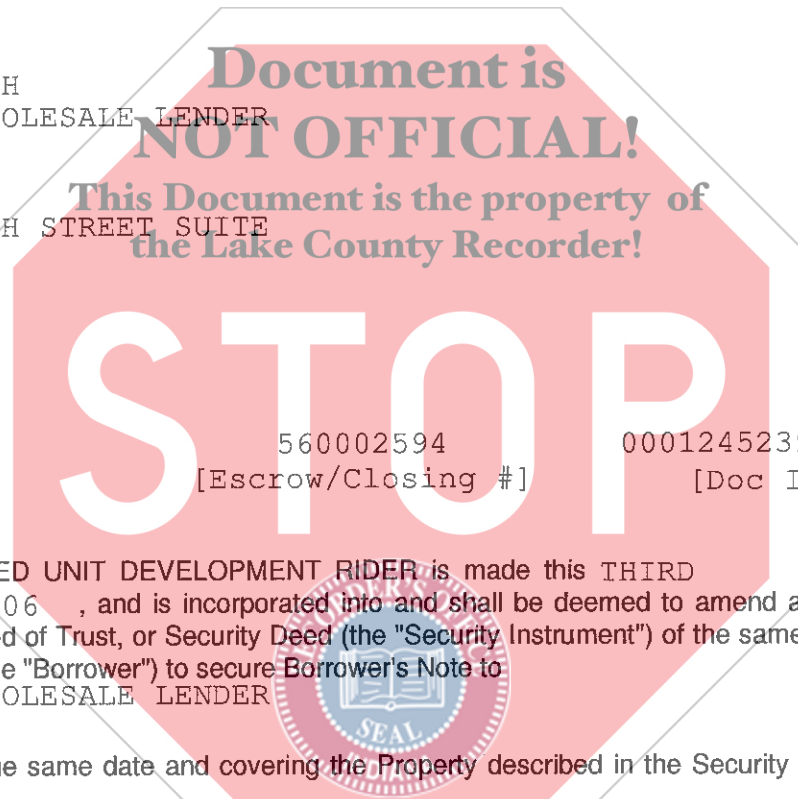 Document is
H
OLESALE LENDER
NOT OFFICIAL!
This Document is the property of
H STREET SUITE
the Lake County Recorder!
STOP
560002594 000124523
[Escrow/Closing #] [Doc I
ED UNIT DEVELOPMENT RIDER is made this THIRD
06 , and is incorporated into and shall be deemed to amend a
d of Trust, or Security Deed (the "Security Instrument") of the same
e "Borrower") to secure Borrower's Note to
OLESALE LENDER
SEAL
e same date and covering the Property described in the Security